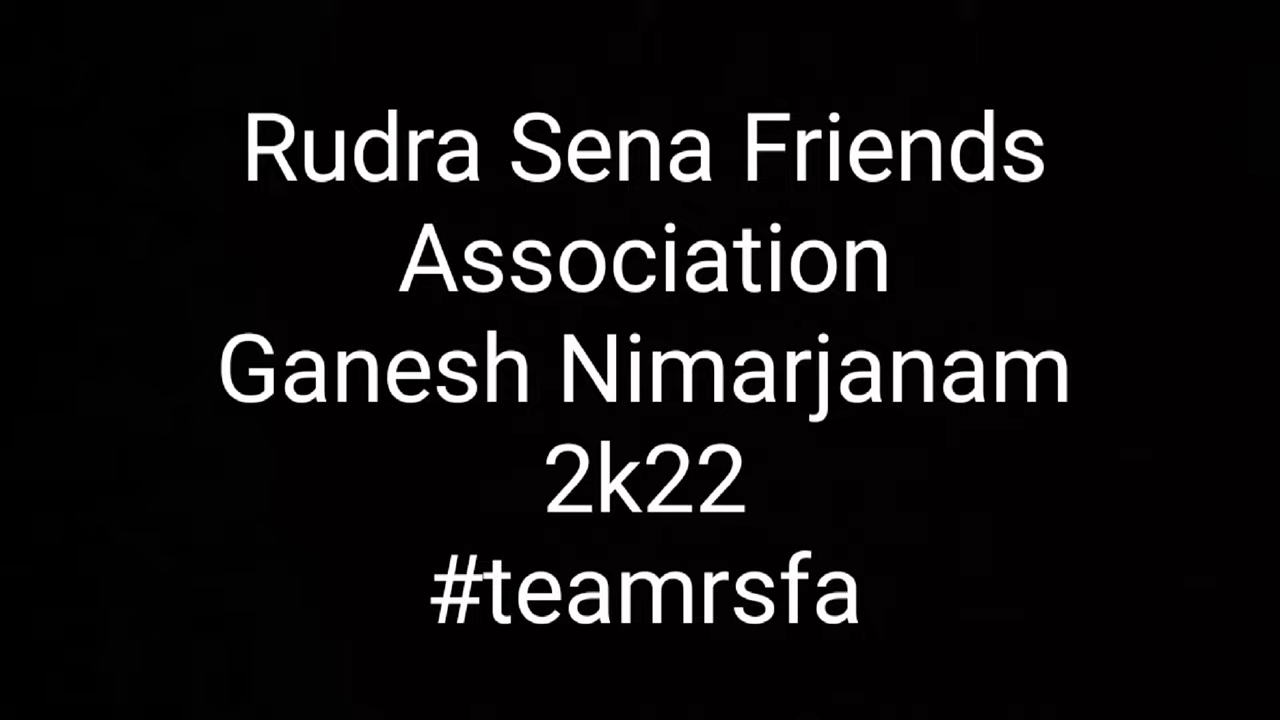 Rudra Sena Friends
Association
Ganesh Nimarjanam
2k22
#teamrsfa